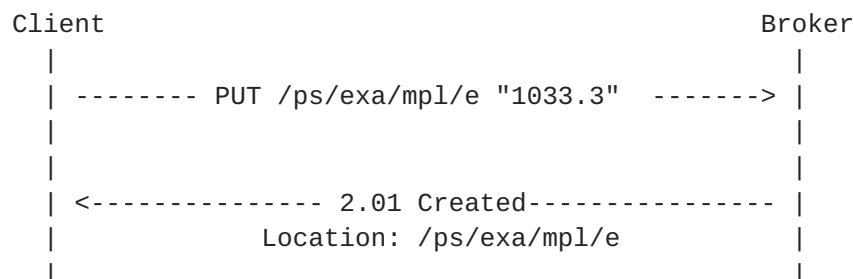 Client Broker
| |
| -------- PUT /ps/exa/mpl/e "1033.3" -------> |
| |
| |
| <--------------- 2.01 Created---------------- |
| Location: /ps/exa/mpl/e |
| |